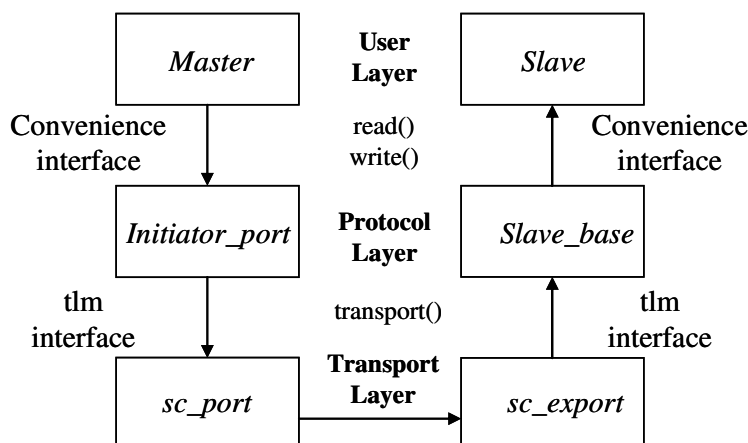 Master
User
Layer
Slave
Convenience
interface
read()
write()
Convenience
interface
Initiator_port
Protocol
Layer
Slave_base
tlm
interface
transport()
tlm
interface
sc_port
Transport
Layer
sc_export